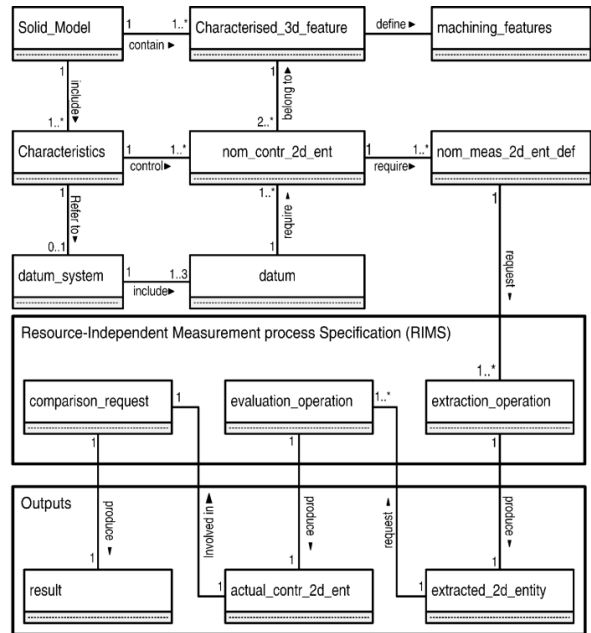 Solid_Model 1 contain 1..* Characterised_3d_feature define machining_features
1 1
include belong to
1..* 2..*
Characteristics 1 control 1..* nom_contr_2d_ent 1 require 1..* nom_meas_2d_ent_def
1 1..* 1
Refer to require request
0..1 1
datum_system 1 include 1..3 datum
Resource-Independent Measurement process Specification (RIMS)
1..*
comparison_request 1 evaluation_operation 1..* extraction_operation
1 1 1
Outputs
produce Involved in produce request produce
1 1 1
result 1 actual_contr_2d_ent 1 extracted_2d_entity